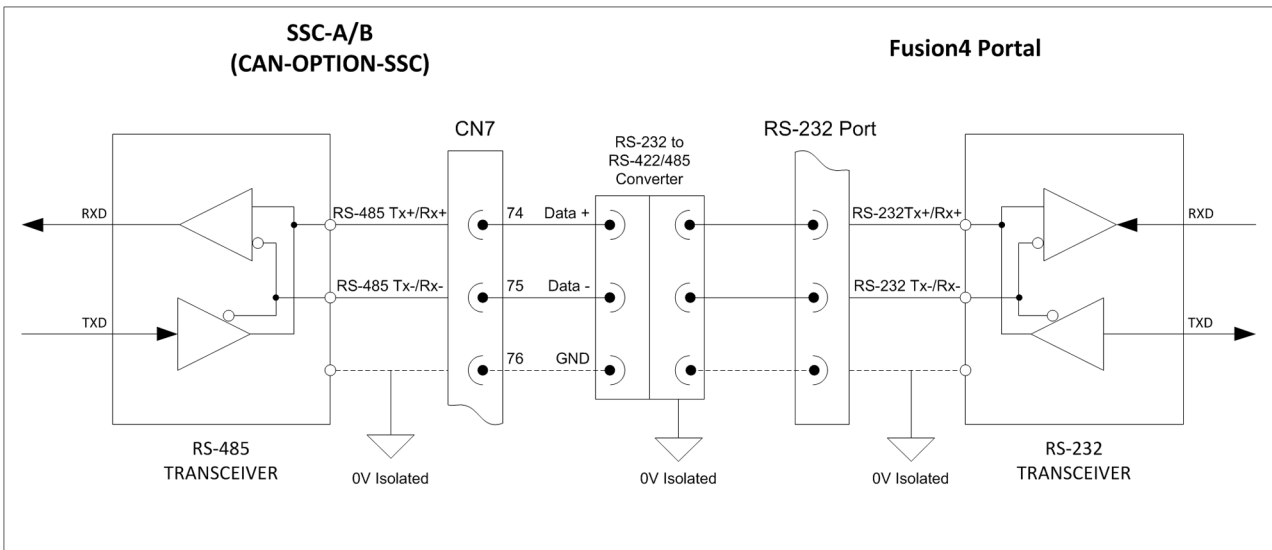 SSC-A/B
(CAN-OPTION-SSC)
Fusion4 Portal
CN7
RS-232 to
RS-422/485
Converter
RS-232 Port
RXD
RS-485 Tx+/Rx+
74
Data +
RS-232Tx+/Rx+
RXD
RS-485 Tx-/Rx-
75
Data -
RS-232 Tx-/Rx-
TXD
TXD
76
GND
RS-485
TRANSCEIVER
0V Isolated
0V Isolated
0V Isolated
RS-232
TRANSCEIVER